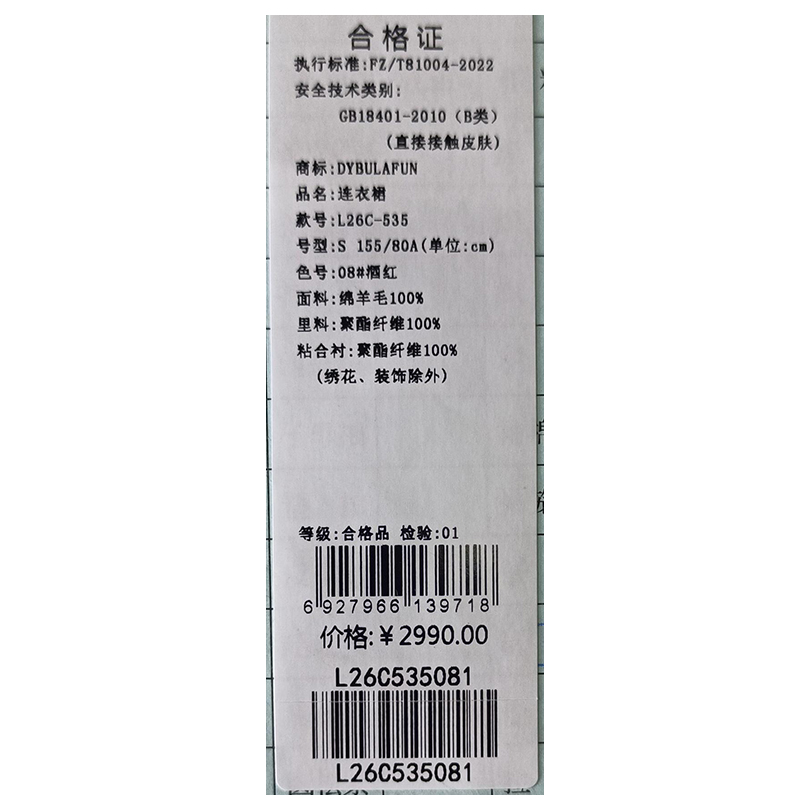 合格证
执行标准:FZ/T81004-2022
安全技术类别:
GB18401-2010（B类）
(直接接触皮肤)
商标:DYBULAFUN
品名:连衣裙
款号:L26C-535
号型:S 155/80A(单位:cm)
色号:08#酒红
面料:绵羊毛100%
里料:聚酯纤维100%
粘合衬:聚酯纤维100%
(绣花、装饰除外)
等级:合格品 检验:01
6 927966 139718
价格:￥2990.00
L26C535081
L26C535081